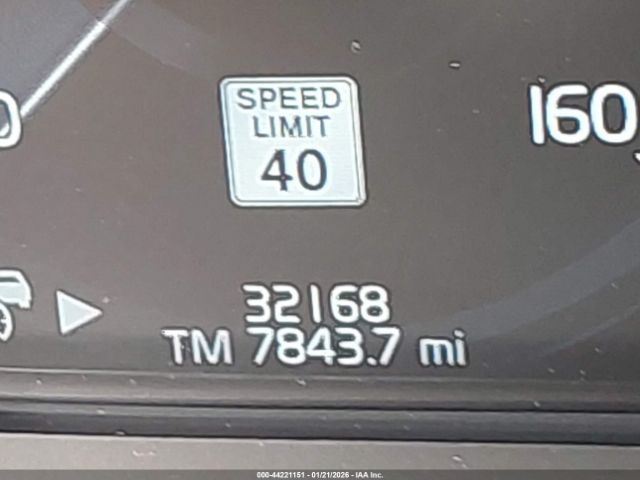 SPEED
LIMIT
40
160
32168
TM 7843.7 mi
000-44221151 - 01/21/2026 - IAA Inc.